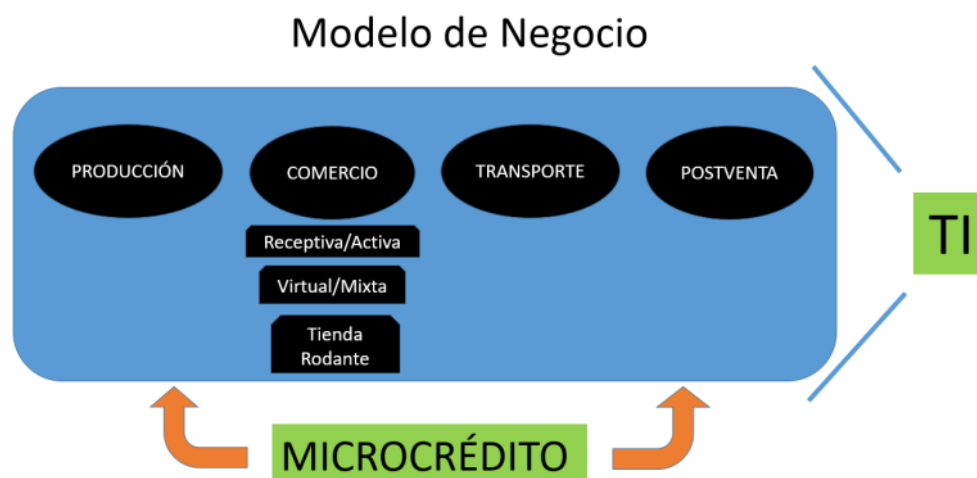 Modelo de Negocio
PRODUCCIÓN
COMERCIO
TRANSPORTE
POSTVENTA
Receptiva/Activa
Virtual/Mixta
Tienda
Rodante
TI
MICROCRÉDITO